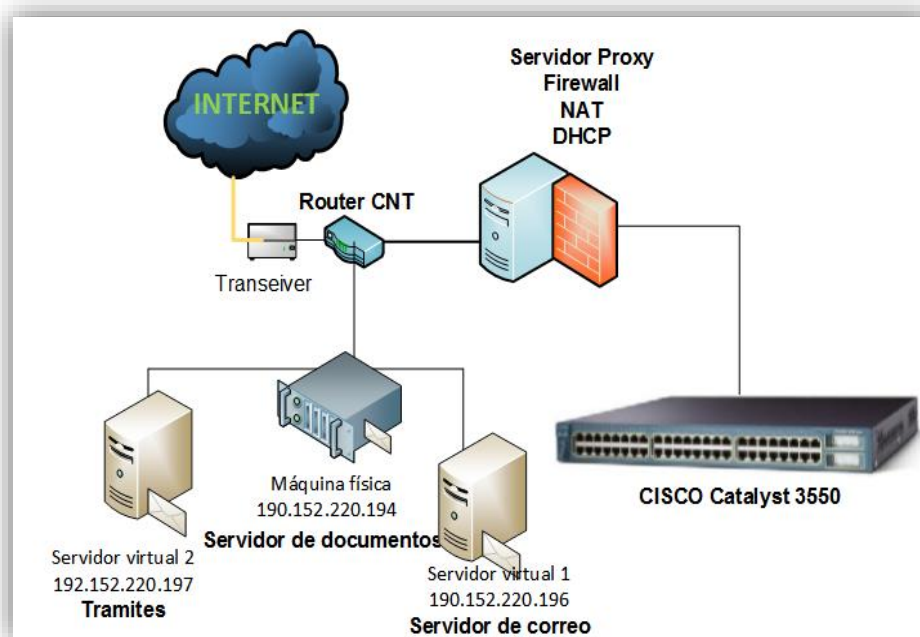 Servidor Proxy
Firewall
NAT
DHCP
INTERNET
Router CNT
Transeiver
Máquina física
190.152.220.194
Servidor de documentos
CISCO Catalyst 3550
Servidor virtual 2
192.152.220.197
Tramites
Servidor virtual 1
190.152.220.196
Servidor de correo